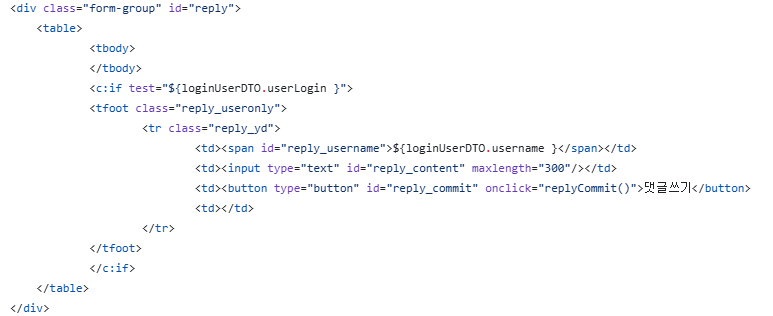 <div class="form-group" id="reply">
<table>
<tbody>
</tbody>
<c:if test="${loginUserDTO.userLogin }">
<tfoot class="reply_useronly">
<tr class="reply_yd">
<td><span id="reply_username">${loginUserDTO.username }</span></td>
<td><input type="text" id="reply_content" maxlength="300"/></td>
<td><button type="button" id="reply_commit" onclick="replyCommit()">댓글쓰기</button>
<td></td>
</tr>
</tfoot>
</c:if>
</table>
</div>